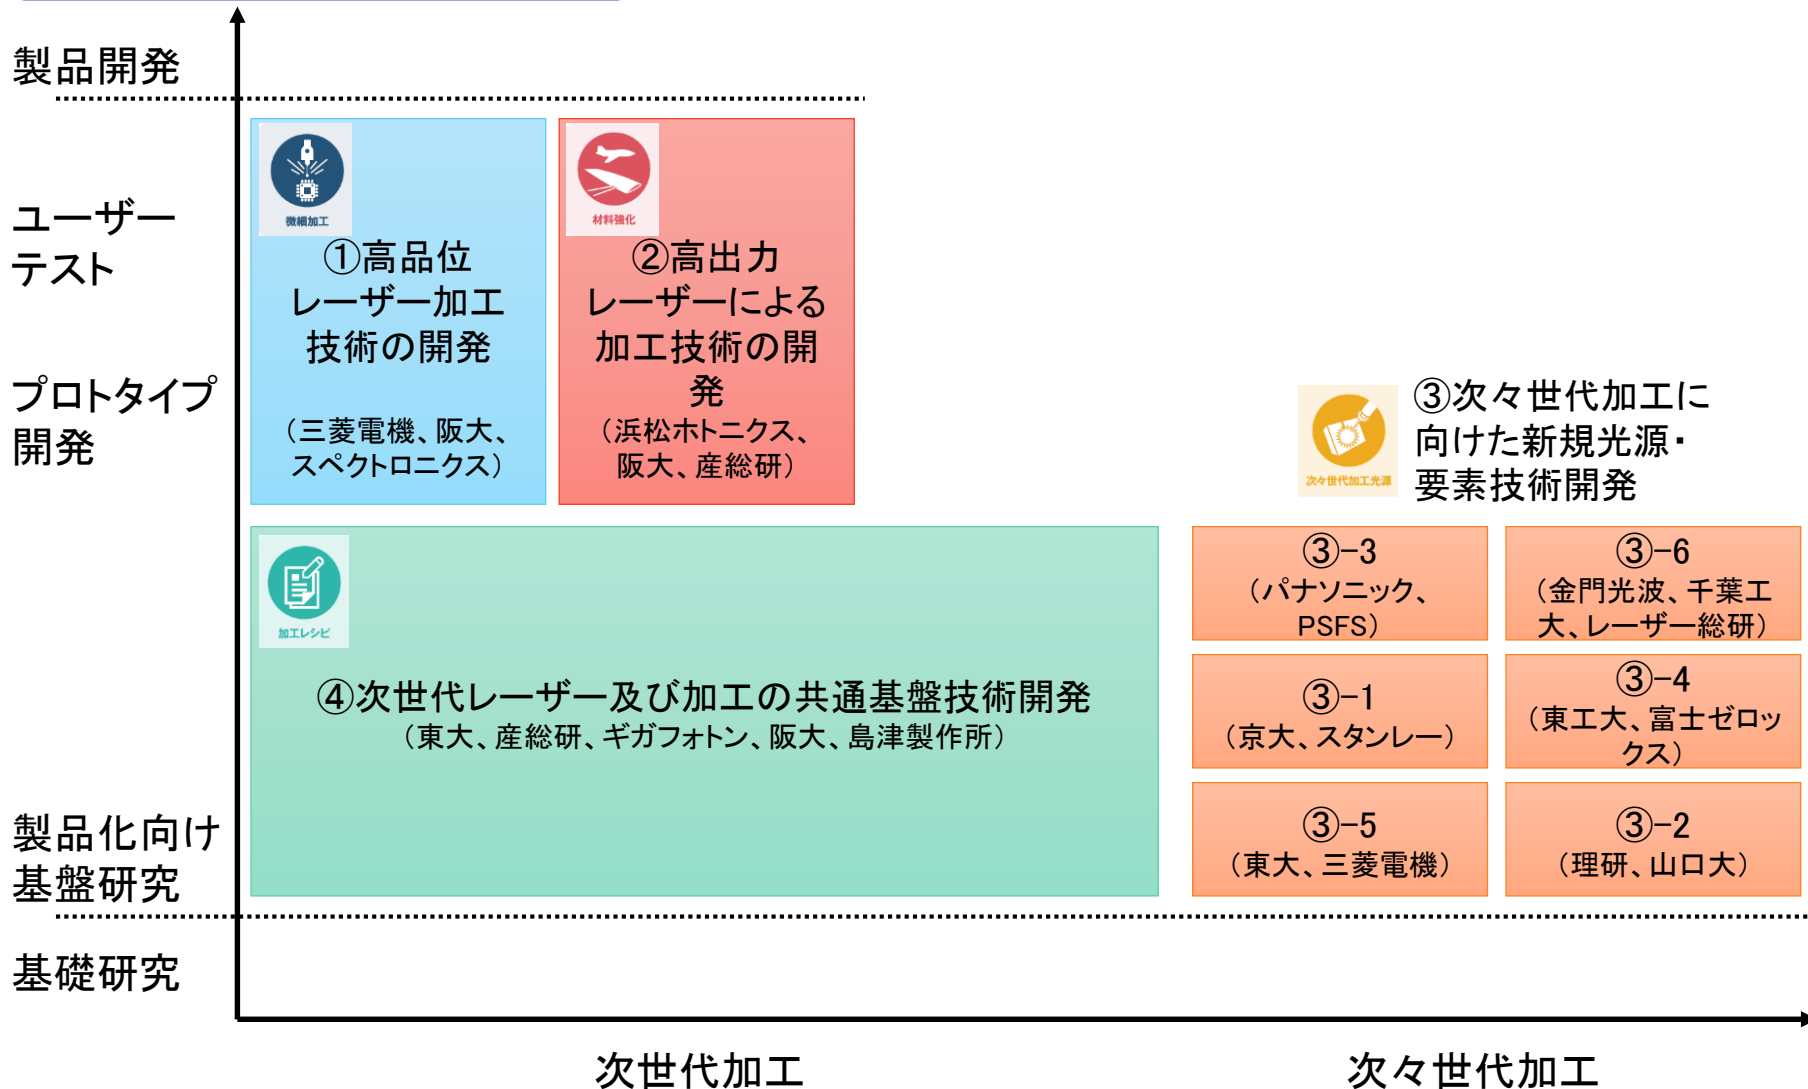 製品開発
ユーザー
テスト
プロトタイプ
開発
製品化向け
基盤研究
基礎研究
微細加工
①高品位
レーザー加工
技術の開発
（三菱電機、阪大、
スペクトロニクス）
材料強化
②高出力
レーザーによる
加工技術の開
発
（浜松ホトニクス、
阪大、産総研）
次々世代加工光源
③次々世代加工に
向けた新規光源・
要素技術開発
加工レシピ
④次世代レーザー及び加工の共通基盤技術開発
（東大、産総研、ギガフォトン、阪大、島津製作所）
③-3
（パナソニック、
PSFS）
③-6
（金門光波、千葉工
大、レーザー総研）
③-1
（京大、スタンレー）
③-4
（東工大、富士ゼロッ
クス）
③-5
（東大、三菱電機）
③-2
（理研、山口大）
次世代加工
次々世代加工